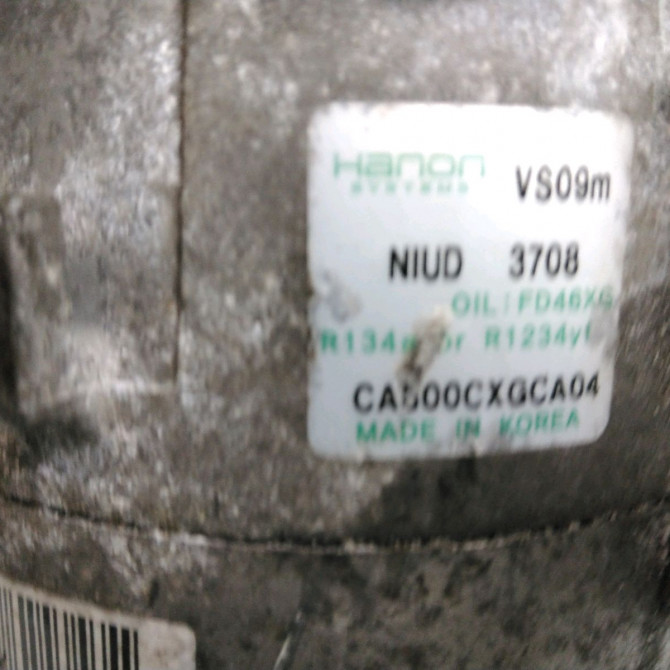 Hanon
SYSTEMS
VS09m
NIUD 3708
OIL:FD46XG
R134a or R1234yf
CA500CXGCA04
MADE IN KOREA